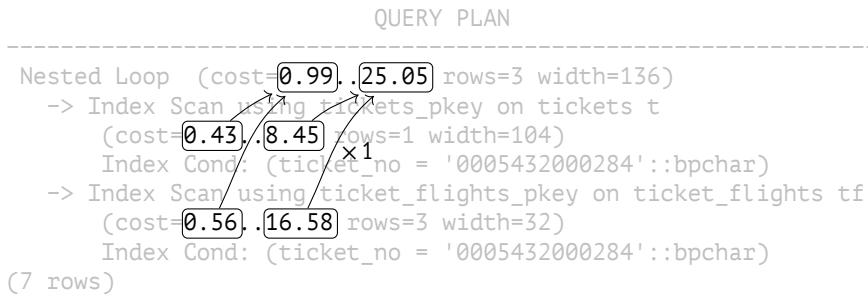 QUERY PLAN
−−−−−−−−−−−−−−−−−−−−−−−−−−−−−−−−−−−−−−−−−−−−−−−−−−−−−−−−−−−−−−−
Nested Loop (cost=0.99..25.05 rows=3 width=136)
−> Index Scan using tickets_pkey on tickets t
(cost=0.43..8.45 rows=1 width=104)
×1
Index Cond: (ticket_no = '0005432000284'::bpchar)
−> Index Scan using ticket_flights_pkey on ticket_flights tf
(cost=0.56..16.58 rows=3 width=32)
Index Cond: (ticket_no = '0005432000284'::bpchar)
(7 rows)